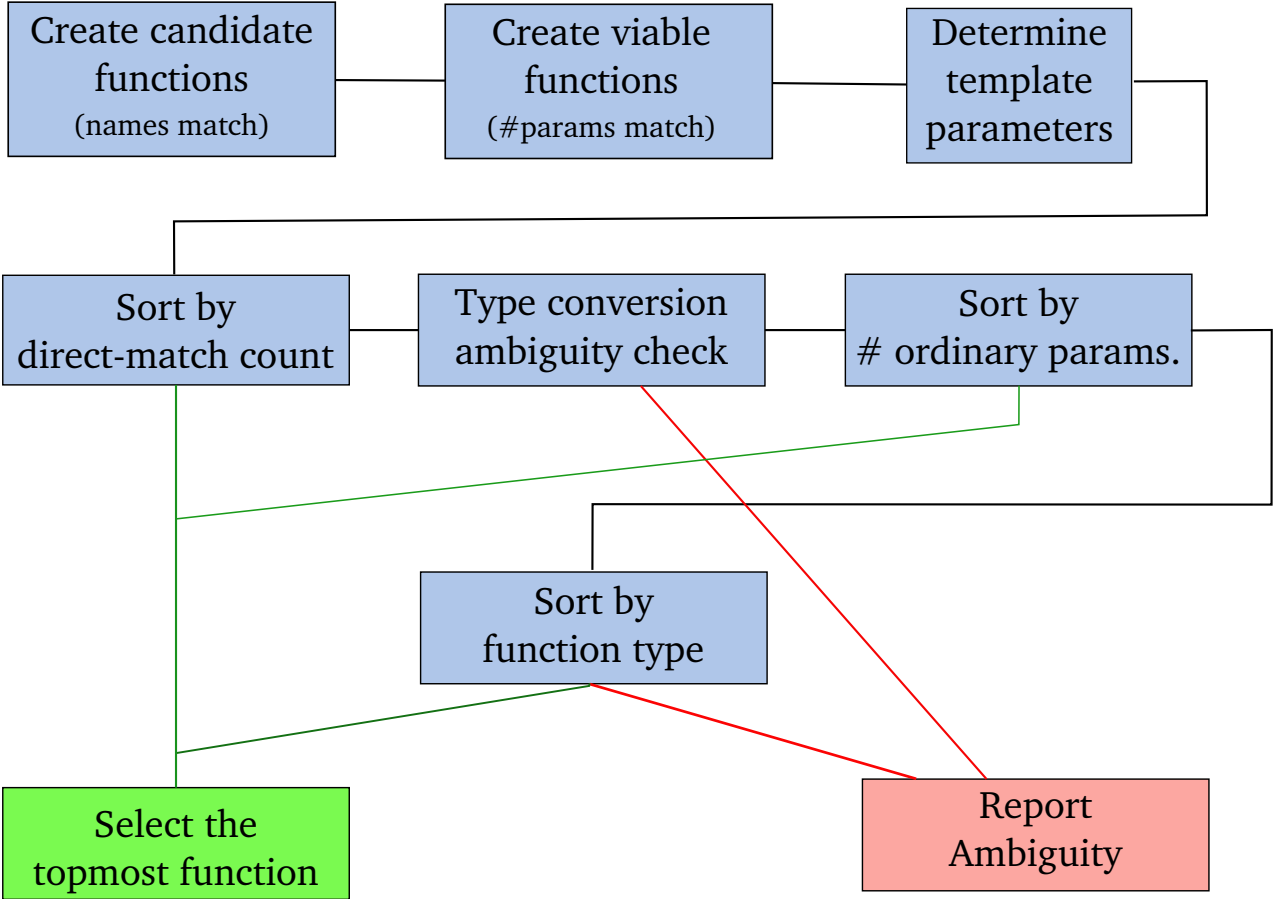 Create candidate
functions
(names match)
Create viable
functions
(#params match)
Determine
template
parameters
Sort by
direct-match count
Type conversion
ambiguity check
Sort by
# ordinary params.
Sort by
function type
Select the
topmost function
Report
Ambiguity